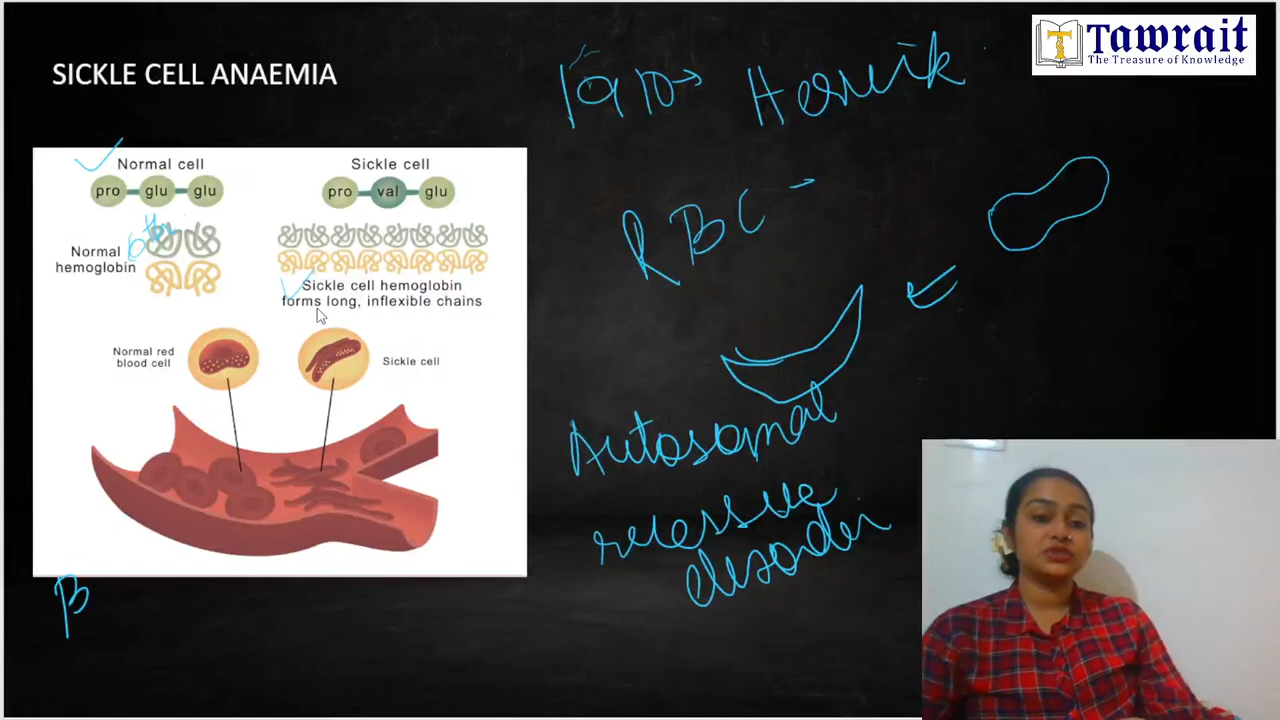 SICKLE CELL ANAEMIA
1910→ Herrik
Tawrait
The Treasure of Knowledge
Normal cell
Sickle cell
pro glu glu
pro val glu
6th
Normal
hemoglobin
Sickle cell hemoglobin
forms long, inflexible chains
Normal red
blood cell
Sickle cell
RBC →
Autosomal
recessive
disorder
β